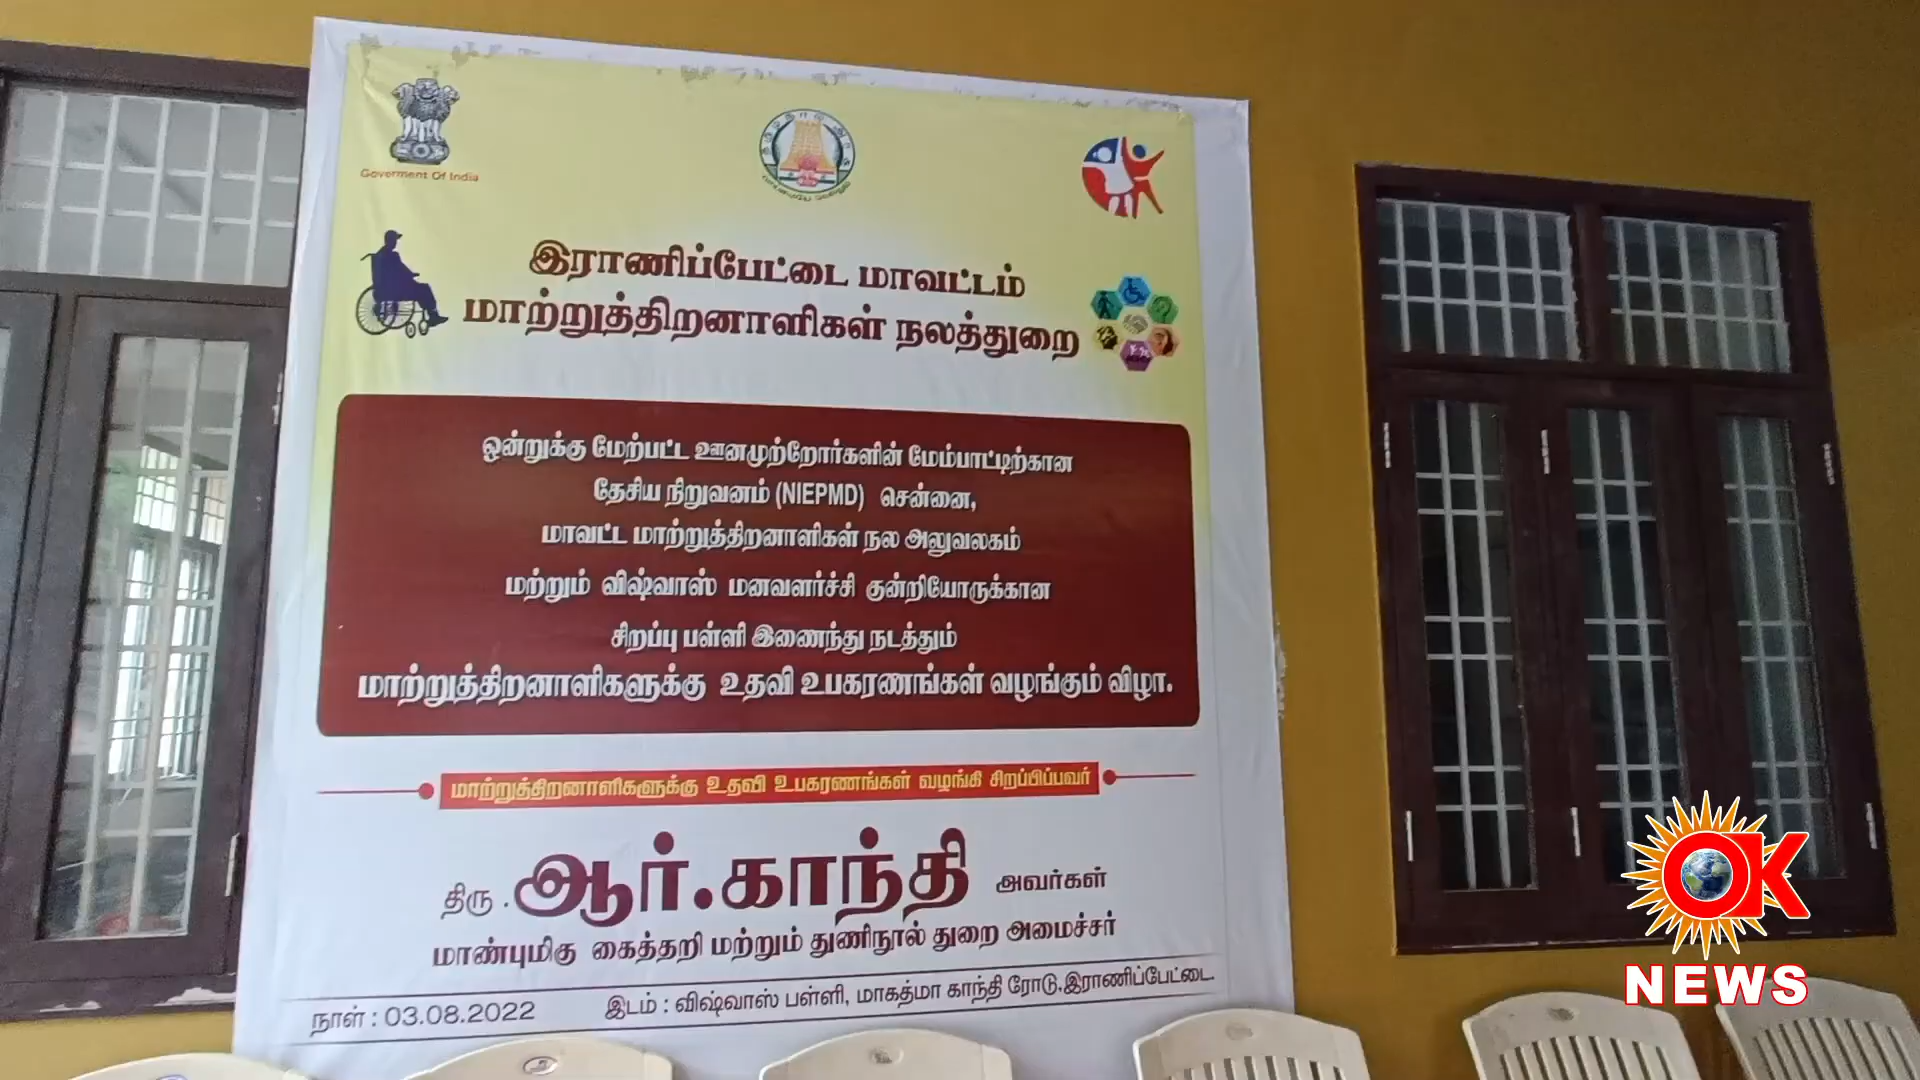 Goverment Of India
இராணிப்பேட்டை மாவட்டம்
மாற்றுத்திறனாளிகள் நலத்துறை
ஒன்றுக்கு மேற்பட்ட ஊனமுற்றோர்களின் மேம்பாட்டிற்கான
தேசிய நிறுவனம் (NIEPMD) சென்னை,
மாவட்ட மாற்றுத்திறனாளிகள் நல அலுவலகம்
மற்றும் விஷ்வாஸ் மனவளர்ச்சி குன்றியோருக்கான
சிறப்பு பள்ளி இணைந்து நடத்தும்
மாற்றுத்திறனாளிகளுக்கு உதவி உபகரணங்கள் வழங்கும் விழா.
மாற்றுத்திறனாளிகளுக்கு உதவி உபகரணங்கள் வழங்கி சிறப்பிப்பவர்
திரு . ஆர்.காந்தி அவர்கள்
மாண்புமிகு கைத்தறி மற்றும் துணிநூல் துறை அமைச்சர்
நாள் : 03.08.2022 இடம் : விஷ்வாஸ் பள்ளி, மாகத்மா காந்தி ரோடு,இராணிப்பேட்டை.
OK
NEWS